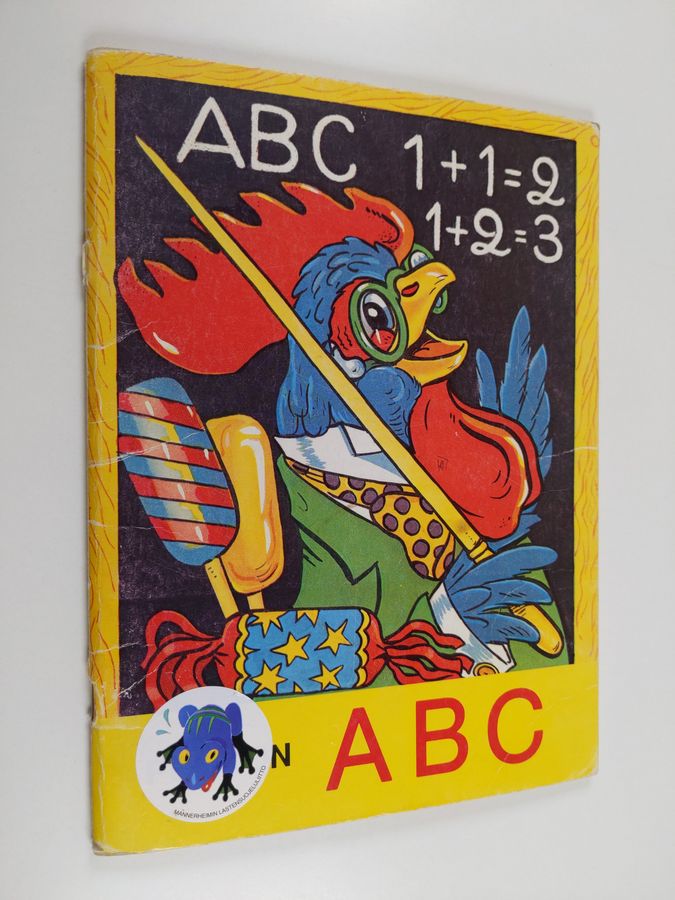 ABC
1+1=2
1+2=3
N ABC
MANNERHEIMIN LASTENSUOJELULIITTO